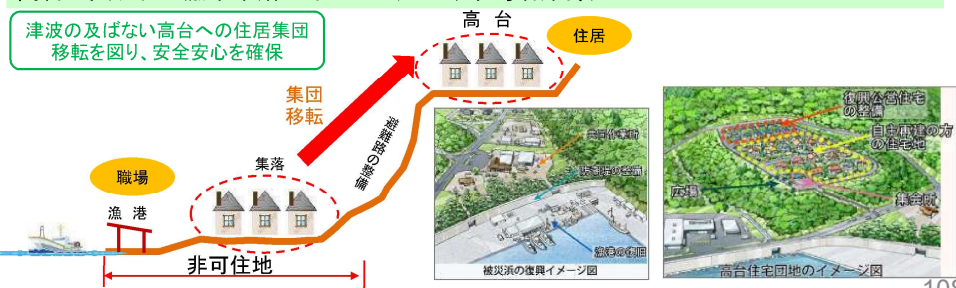 津波の及ばない高台への住居集団
移転を図り、安全安心を確保
高 台
住居
集団
移転
避難路の整備
集落
職場
漁 港
非可住地
共同作業所
防潮堤の整備
漁港の復旧
被災浜の復興イメージ図
復興公営住宅
の整備
自主再建の方
の住宅地
広場
集会所
高台住宅団地のイメージ図
108